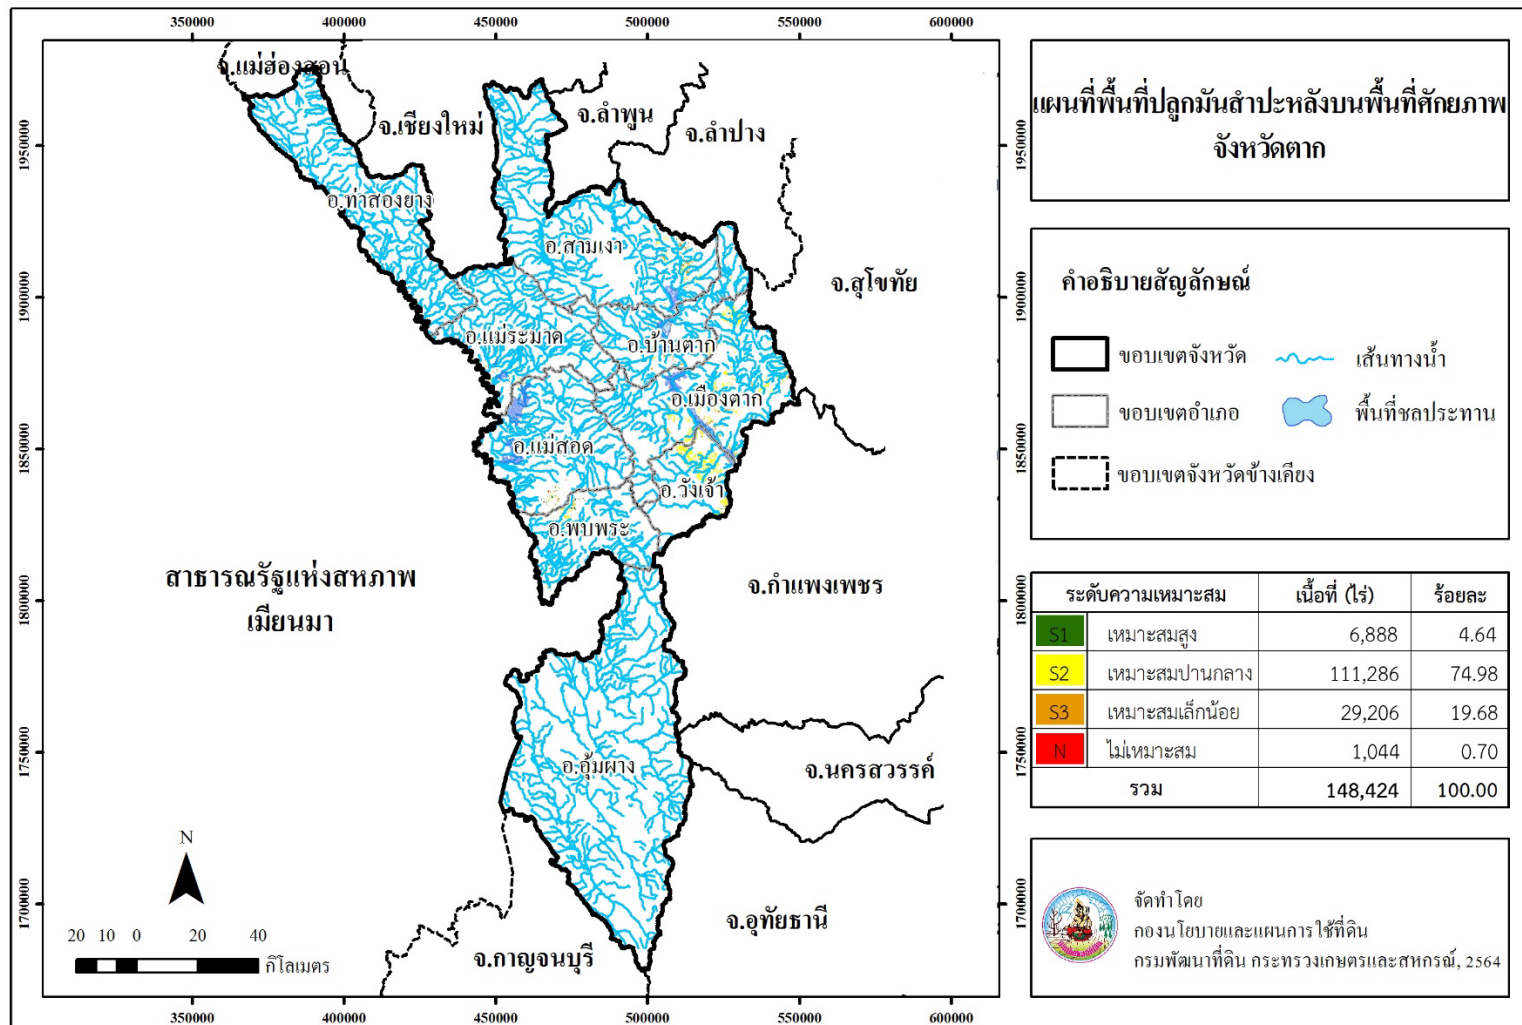 350000 400000 450000 500000 550000 600000
จ.แม่ฮ่องสอน
จ.เชียงใหม่
จ.ลำพูน
จ.ลำปาง
อ.ท่าสองยาง
อ.สามเงา
จ.สุโขทัย
อ.แม่ระมาด
อ.บ้านตาก
อ.เมืองตาก
อ.แม่สอด
อ.วังเจ้า
อ.พบพระ
สาธารณรัฐแห่งสหภาพ
เมียนมา
จ.กำแพงเพชร
อ.อุ้มผาง
จ.นครสวรรค์
จ.อุทัยธานี
จ.กาญจนบุรี
N
20 10 0 20 40
กิโลเมตร
1950000
1900000
1850000
1800000
1750000
1700000
1950000
1900000
1850000
1800000
1750000
1700000
350000 400000 450000 500000 550000 600000
แผนที่พื้นที่ปลูกมันสำปะหลังบนพื้นที่ศักยภาพ
จังหวัดตาก
คำอธิบายสัญลักษณ์
ขอบเขตจังหวัด เส้นทางน้ำ
ขอบเขตอำเภอ พื้นที่ชลประทาน
ขอบเขตจังหวัดข้างเคียง
ระดับความเหมาะสม เนื้อที่ (ไร่) ร้อยละ
S1 เหมาะสมสูง 6,888 4.64
S2 เหมาะสมปานกลาง 111,286 74.98
S3 เหมาะสมเล็กน้อย 29,206 19.68
N ไม่เหมาะสม 1,044 0.70
รวม 148,424 100.00
จัดทำโดย
กองนโยบายและแผนการใช้ที่ดิน
กรมพัฒนาที่ดิน กระทรวงเกษตรและสหกรณ์, 2564